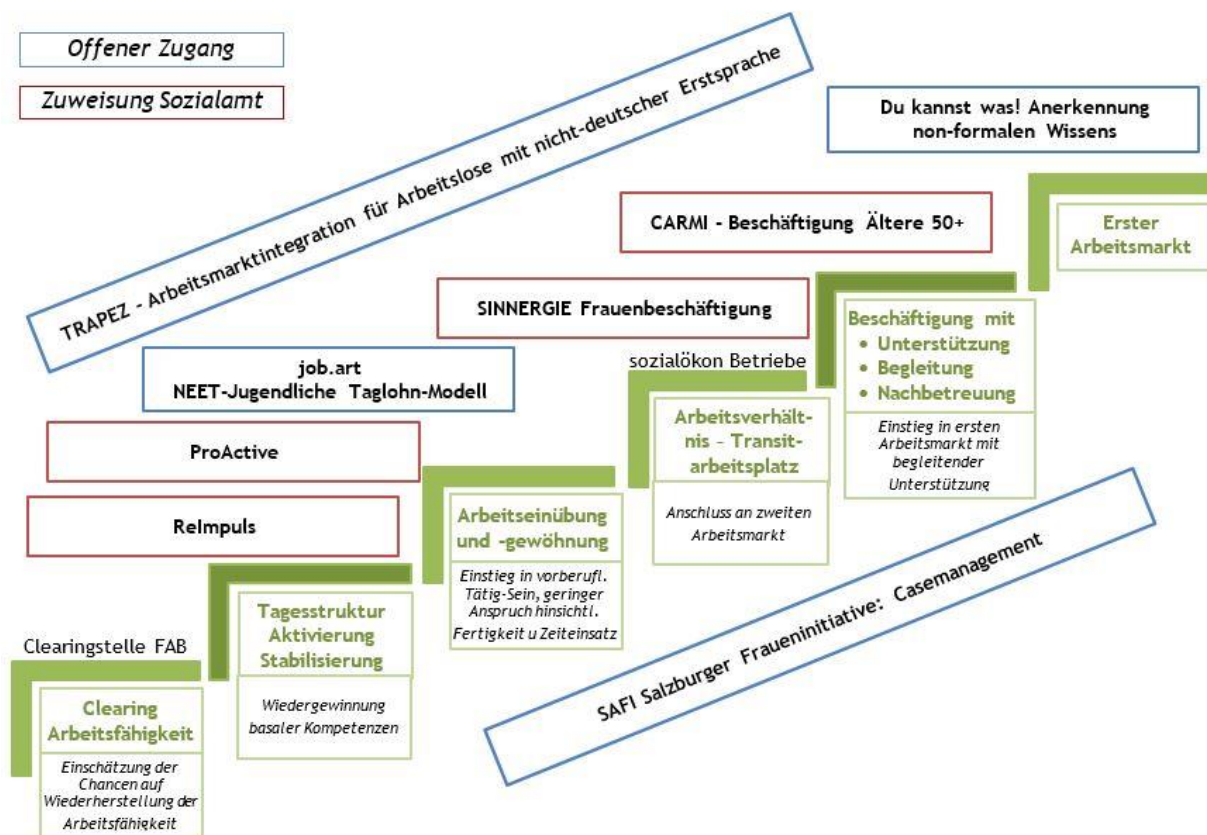 Offener Zugang
Zuweisung Sozialamt
TRAPEZ - Arbeitsmarktintegration für Arbeitslose mit nicht-deutscher Erstsprache
Du kannst was! Anerkennung
non-formalen Wissens
CARMI - Beschäftigung Ältere 50+
Erster
Arbeitsmarkt
SINNERGIE Frauenbeschäftigung
Beschäftigung mit
• Unterstützung
• Begleitung
• Nachbetreuung
Einstieg in ersten
Arbeitsmarkt mit
begleitender
Unterstützung
job.art
NEET-Jugendliche Taglohn-Modell
sozialökon Betriebe
Arbeitsverhält-
nis - Transit-
arbeitsplatz
Anschluss an zweiten
Arbeitsmarkt
ProActive
ReImpuls
Arbeitseinübung
und -gewöhnung
Einstieg in vorberufl.
Tätig-Sein, geringer
Anspruch hinsichtl.
Fertigkeit u Zeiteinsatz
Tagesstruktur
Aktivierung
Stabilisierung
Wiedergewinnung
basaler Kompetenzen
Clearingstelle FAB
Clearing
Arbeitsfähigkeit
Einschätzung der
Chancen auf
Wiederherstellung der
Arbeitsfähigkeit
SAFI Salzburger Fraueninitiative: Casemanagement